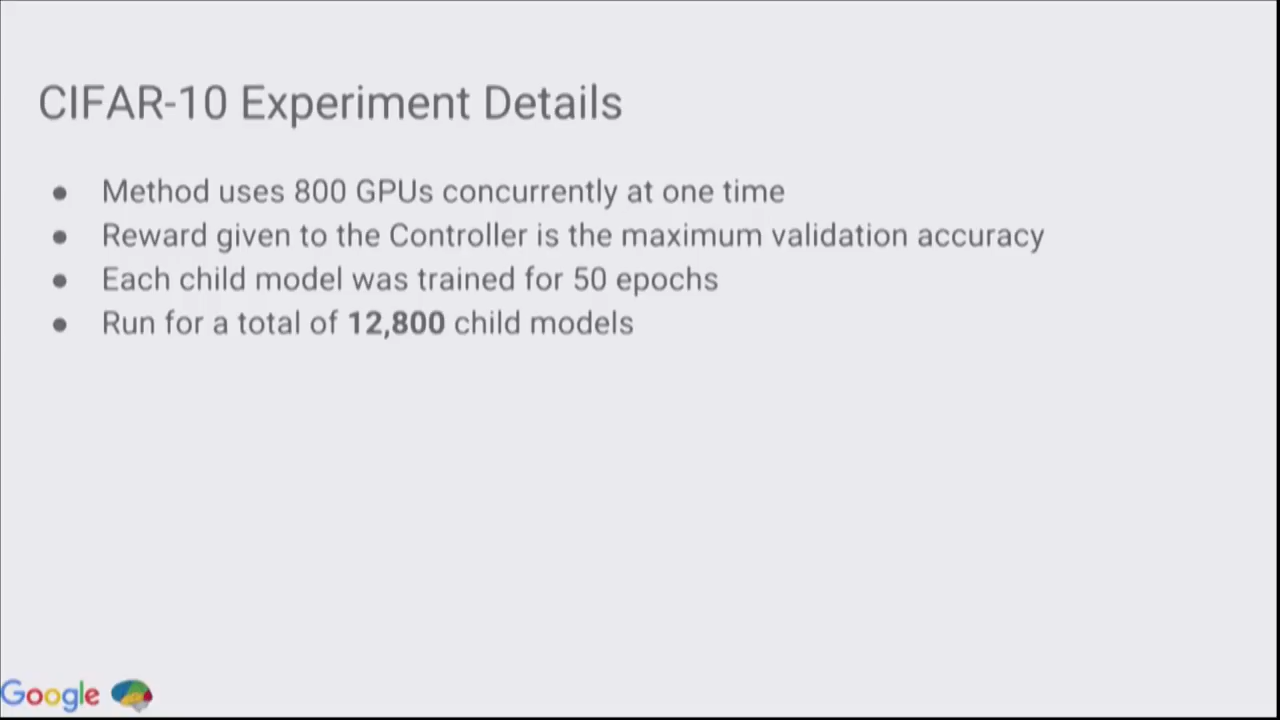 CIFAR-10 Experiment Details
● Method uses 800 GPUs concurrently at one time
● Reward given to the Controller is the maximum validation accuracy
● Each child model was trained for 50 epochs
● Run for a total of 12,800 child models
Google